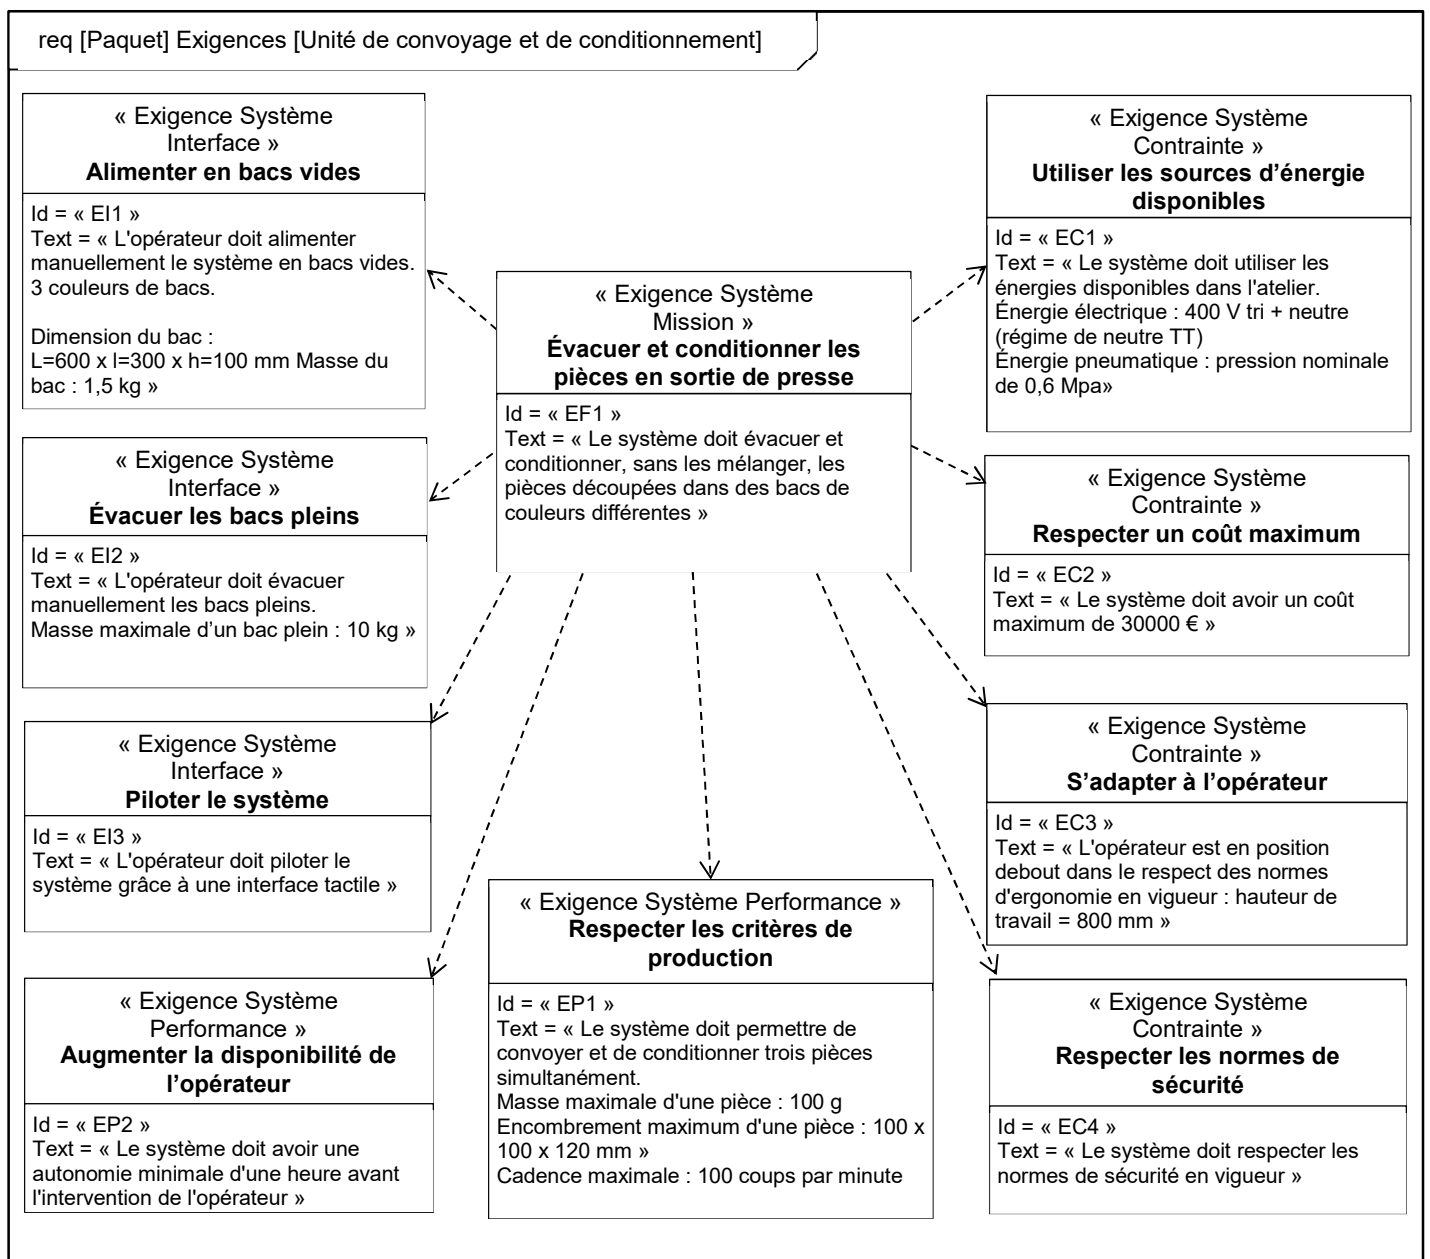 req [Paquet] Exigences [Unité de convoyage et de conditionnement]
« Exigence Système
Interface »
Alimenter en bacs vides
Id = « EI1 »
Text = « L'opérateur doit alimenter
manuellement le système en bacs vides.
3 couleurs de bacs.
Dimension du bac :
L=600 x l=300 x h=100 mm Masse du
bac : 1,5 kg »
« Exigence Système
Interface »
Évacuer les bacs pleins
Id = « EI2 »
Text = « L'opérateur doit évacuer
manuellement les bacs pleins.
Masse maximale d’un bac plein : 10 kg »
« Exigence Système
Interface »
Piloter le système
Id = « EI3 »
Text = « L'opérateur doit piloter le
système grâce à une interface tactile »
« Exigence Système
Performance »
Augmenter la disponibilité de
l’opérateur
Id = « EP2 »
Text = « Le système doit avoir une
autonomie minimale d'une heure avant
l'intervention de l'opérateur »
« Exigence Système
Mission »
Évacuer et conditionner les
pièces en sortie de presse
Id = « EF1 »
Text = « Le système doit évacuer et
conditionner, sans les mélanger, les
pièces découpées dans des bacs de
couleurs différentes »
« Exigence Système Performance »
Respecter les critères de
production
Id = « EP1 »
Text = « Le système doit permettre de
convoyer et de conditionner trois pièces
simultanément.
Masse maximale d'une pièce : 100 g
Encombrement maximum d'une pièce : 100 x
100 x 120 mm »
Cadence maximale : 100 coups par minute
« Exigence Système
Contrainte »
Utiliser les sources d’énergie
disponibles
Id = « EC1 »
Text = « Le système doit utiliser les
énergies disponibles dans l'atelier.
Énergie électrique : 400 V tri + neutre
(régime de neutre TT)
Énergie pneumatique : pression nominale
de 0,6 Mpa»
« Exigence Système
Contrainte »
Respecter un coût maximum
Id = « EC2 »
Text = « Le système doit avoir un coût
maximum de 30000 € »
« Exigence Système
Contrainte »
S’adapter à l’opérateur
Id = « EC3 »
Text = « L'opérateur est en position
debout dans le respect des normes
d'ergonomie en vigueur : hauteur de
travail = 800 mm »
« Exigence Système
Contrainte »
Respecter les normes de
sécurité
Id = « EC4 »
Text = « Le système doit respecter les
normes de sécurité en vigueur »